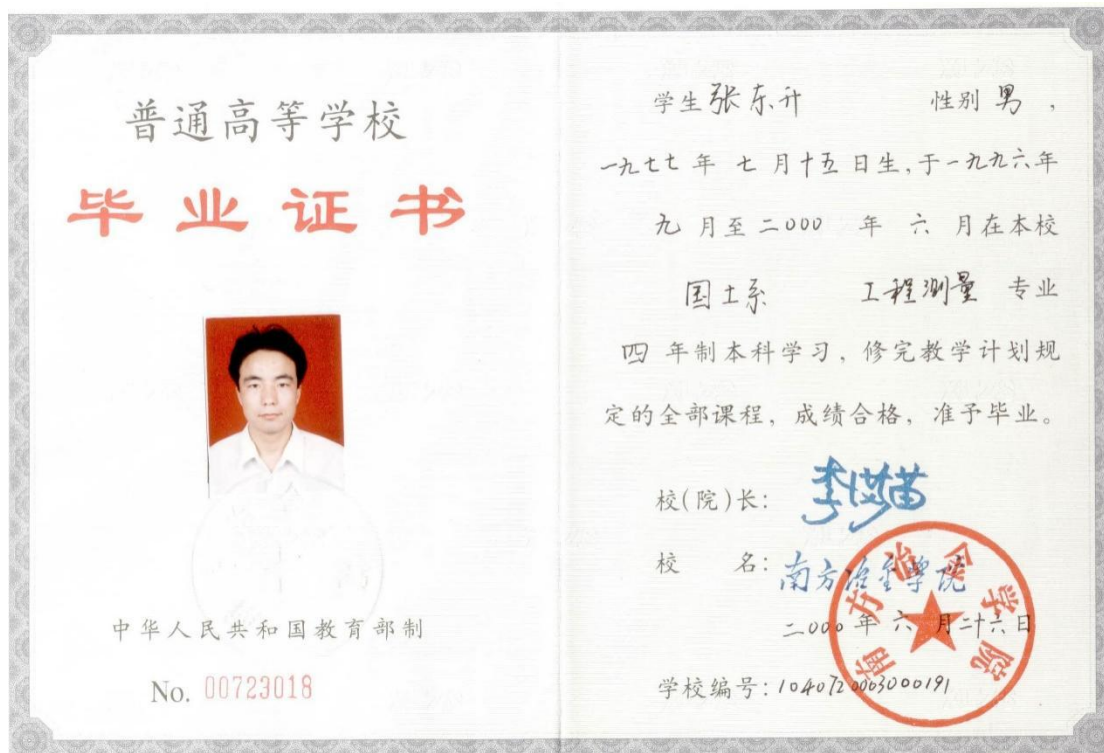 普通高等学校
毕业证书
中华人民共和国教育部制
No. 00723018
学生张东升 性别男，
一九七七年七月十五日生,于一九九六年
九月至二000年六月在本校
国土系 工程测量专业
四年制本科学习，修完教学计划规
定的全部课程，成绩合格，准予毕业。
校(院)长：
校名：南方冶金学院
二000年六月二十六日
学校编号：1040720003000191
南方冶金学院